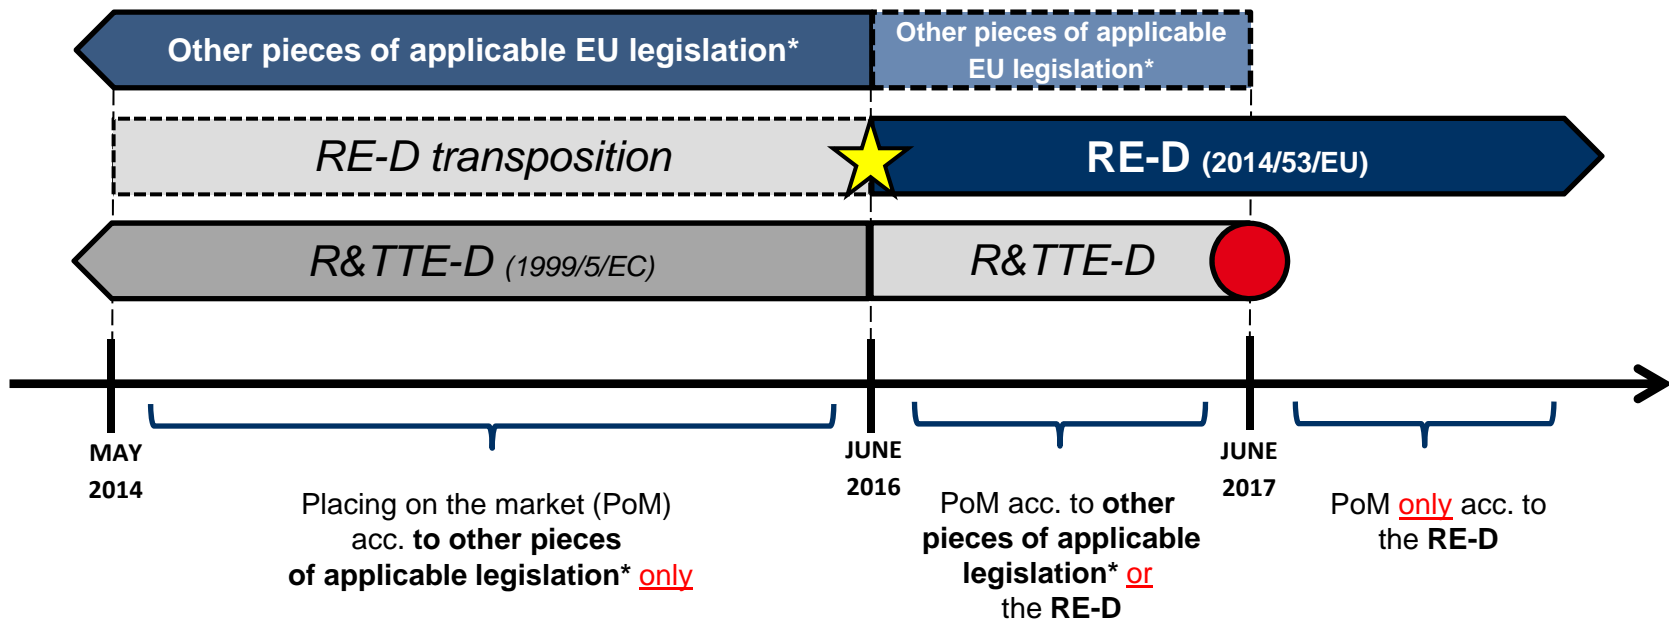 Other pieces of applicable EU legislation*
Other pieces of applicable
EU legislation*
RE-D transposition
RE-D (2014/53/EU)
R&TTE-D (1999/5/EC)
R&TTE-D
MAY
2014
JUNE
2016
JUNE
2017
Placing on the market (PoM)
acc. to other pieces
of applicable legislation* only
PoM acc. to other
pieces of applicable
legislation* or
the RE-D
PoM only acc. to
the RE-D